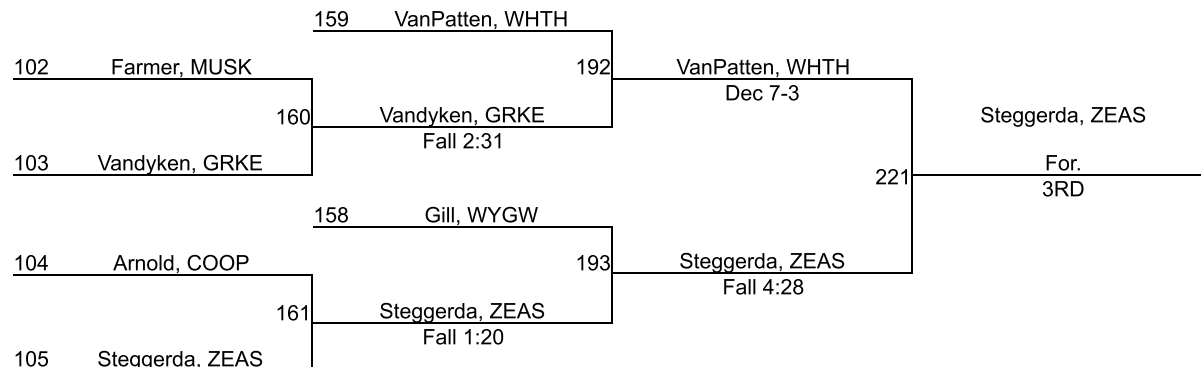 159 VanPatten, WHTH
102 Farmer, MUSK
192 VanPatten, WHTH
Dec 7-3
160 Vandyken, GRKE
Fall 2:31
Steggerda, ZEAS
103 Vandyken, GRKE
221 For.
3RD
158 Gill, WYGW
104 Arnold, COOP
193 Steggerda, ZEAS
Fall 4:28
161 Steggerda, ZEAS
Fall 1:20
105 Steggerda, ZEAS